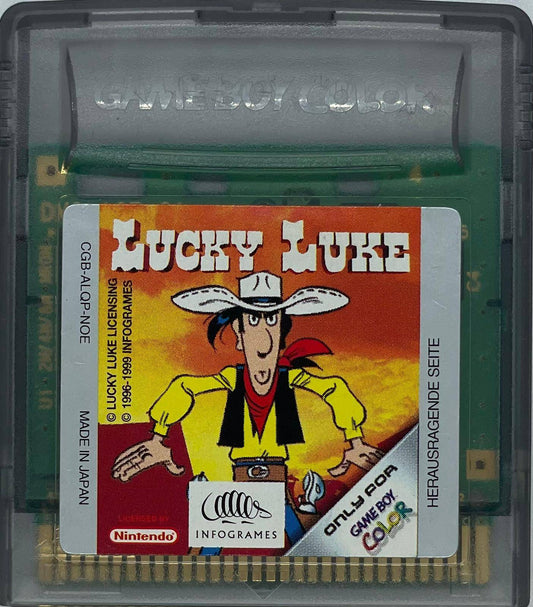 GAME BOY COLOR
LUCKY LUKE
CGB-ALQP-NOE
MADE IN JAPAN
© LUCKY LUKE LICENSING
© 1996-1999 INFOGRAMES
LICENSED BY
Nintendo
INFOGRAMES
ONLY FOR
GAME BOY
COLOR
HERAUSRAGENDE SEITE